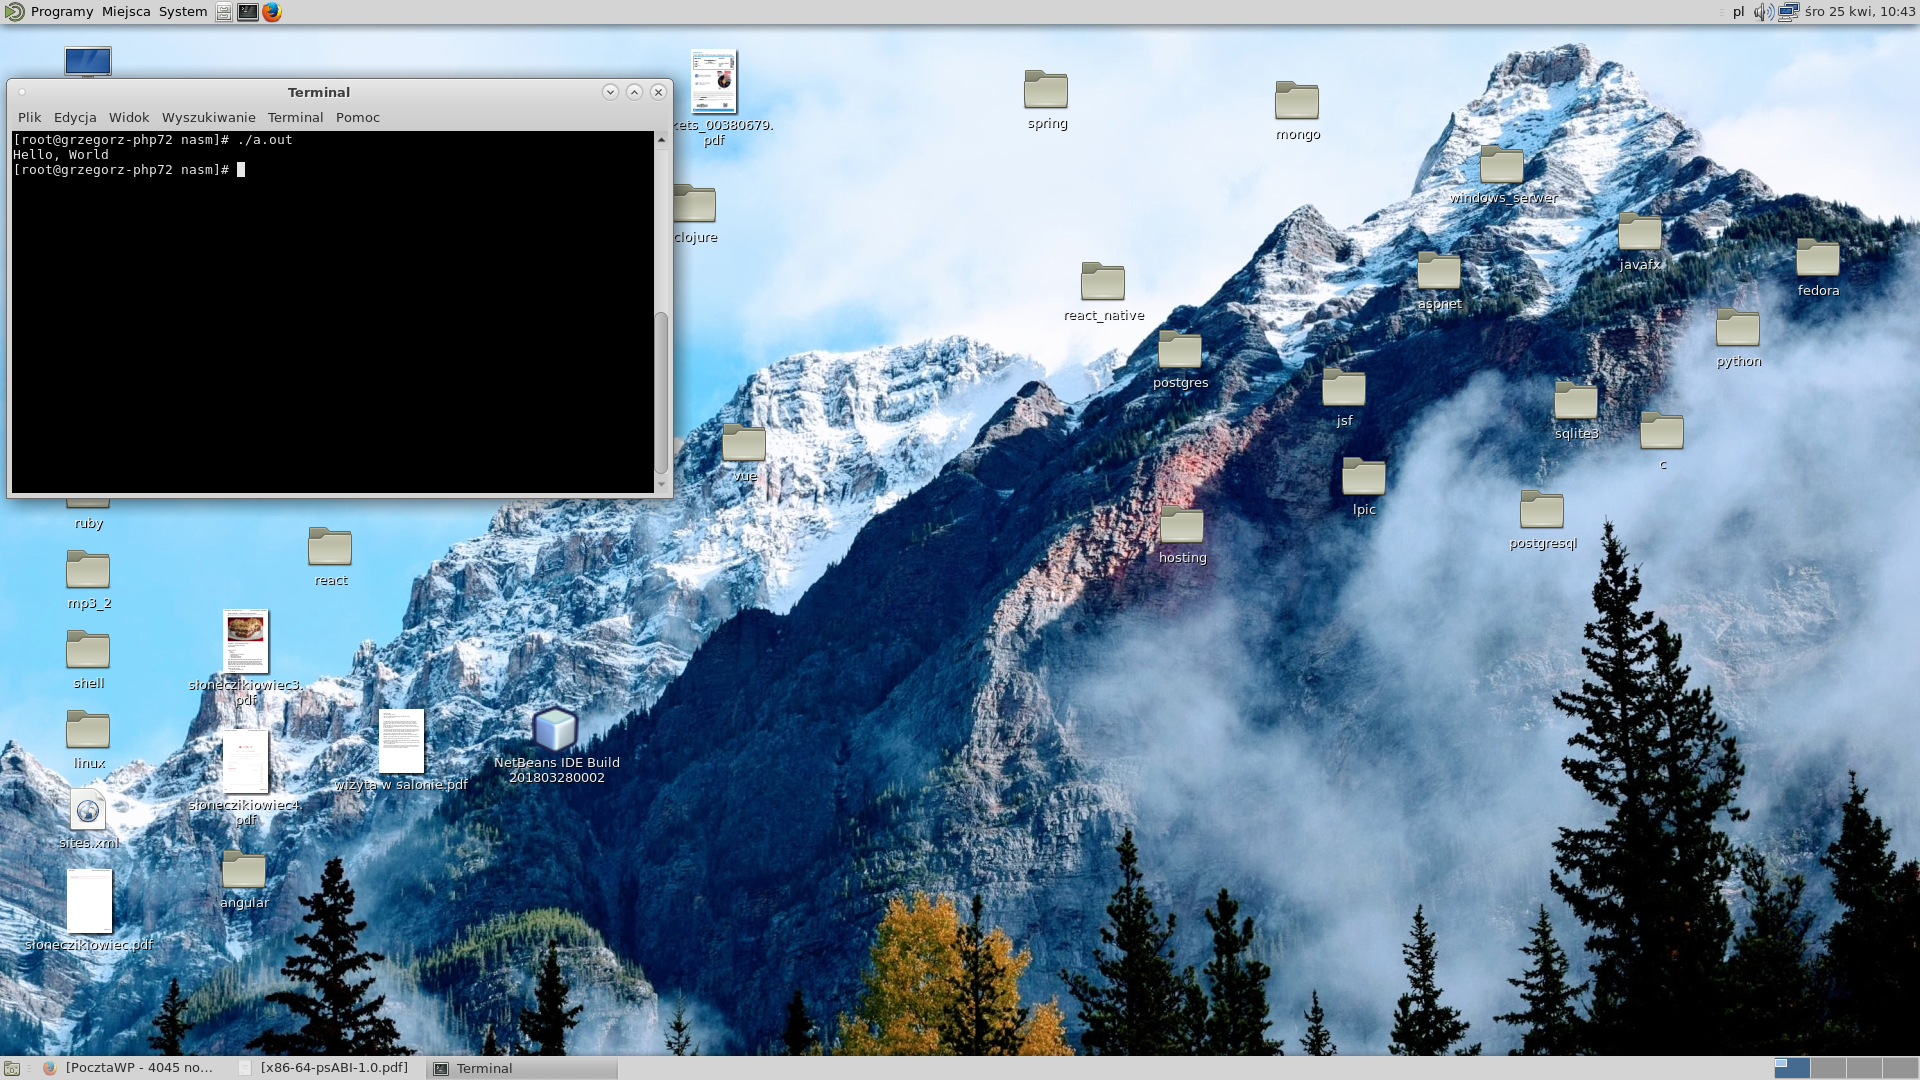 Programy Miejsca System
pl
śro 25 kwi, 10:43
Terminal
Plik Edycja Widok Wyszukiwanie Terminal Pomoc
[root@grzegorz-php72 nasm]# ./a.out
Hello, World
[root@grzegorz-php72 nasm]#
kets_00380679.
pdf
spring
mongo
windows_serwer
clojure
javafx
fedora
aspnet
react_native
python
postgres
jsf
sqlite3
c
vue
lpic
ruby
postgresql
hosting
react
mp3_2
shell
słoneczikiowiec3.
pdf
linux
NetBeans IDE Build
201803280002
wizyta w salonie.pdf
słoneczikiowiec4.
pdf
sites.xml
angular
słoneczikiowiec.pdf
[PocztaWP - 4045 no...
[x86-64-psABI-1.0.pdf]
Terminal